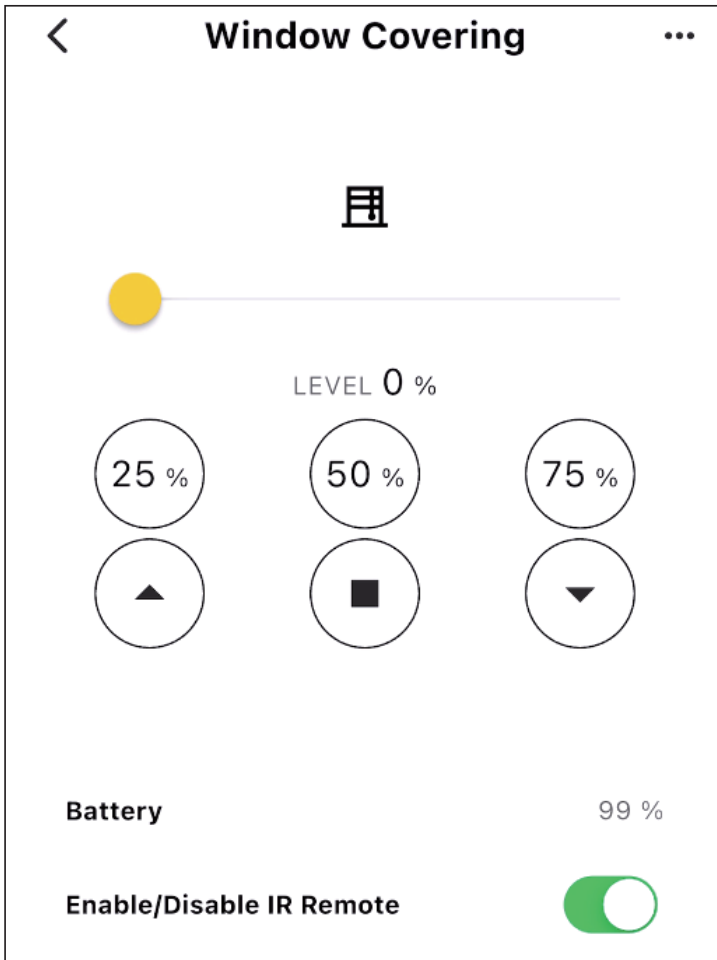 Window Covering
LEVEL 0 %
25 % 50 % 75 %
Battery 99 %
Enable/Disable IR Remote